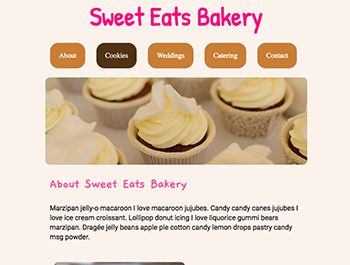 Sweet Eats Bakery
About Cookies Weddings Catering Contact
About Sweet Eats Bakery
Marzipan jelly-o macaroon I love macaroon jujubes. Candy candy canes jujubes I
love ice cream croissant. Lollipop donut icing I love liquorice gummi bears
marzipan. Dragée jelly beans apple pie cotton candy lemon drops pastry candy
msg powder.